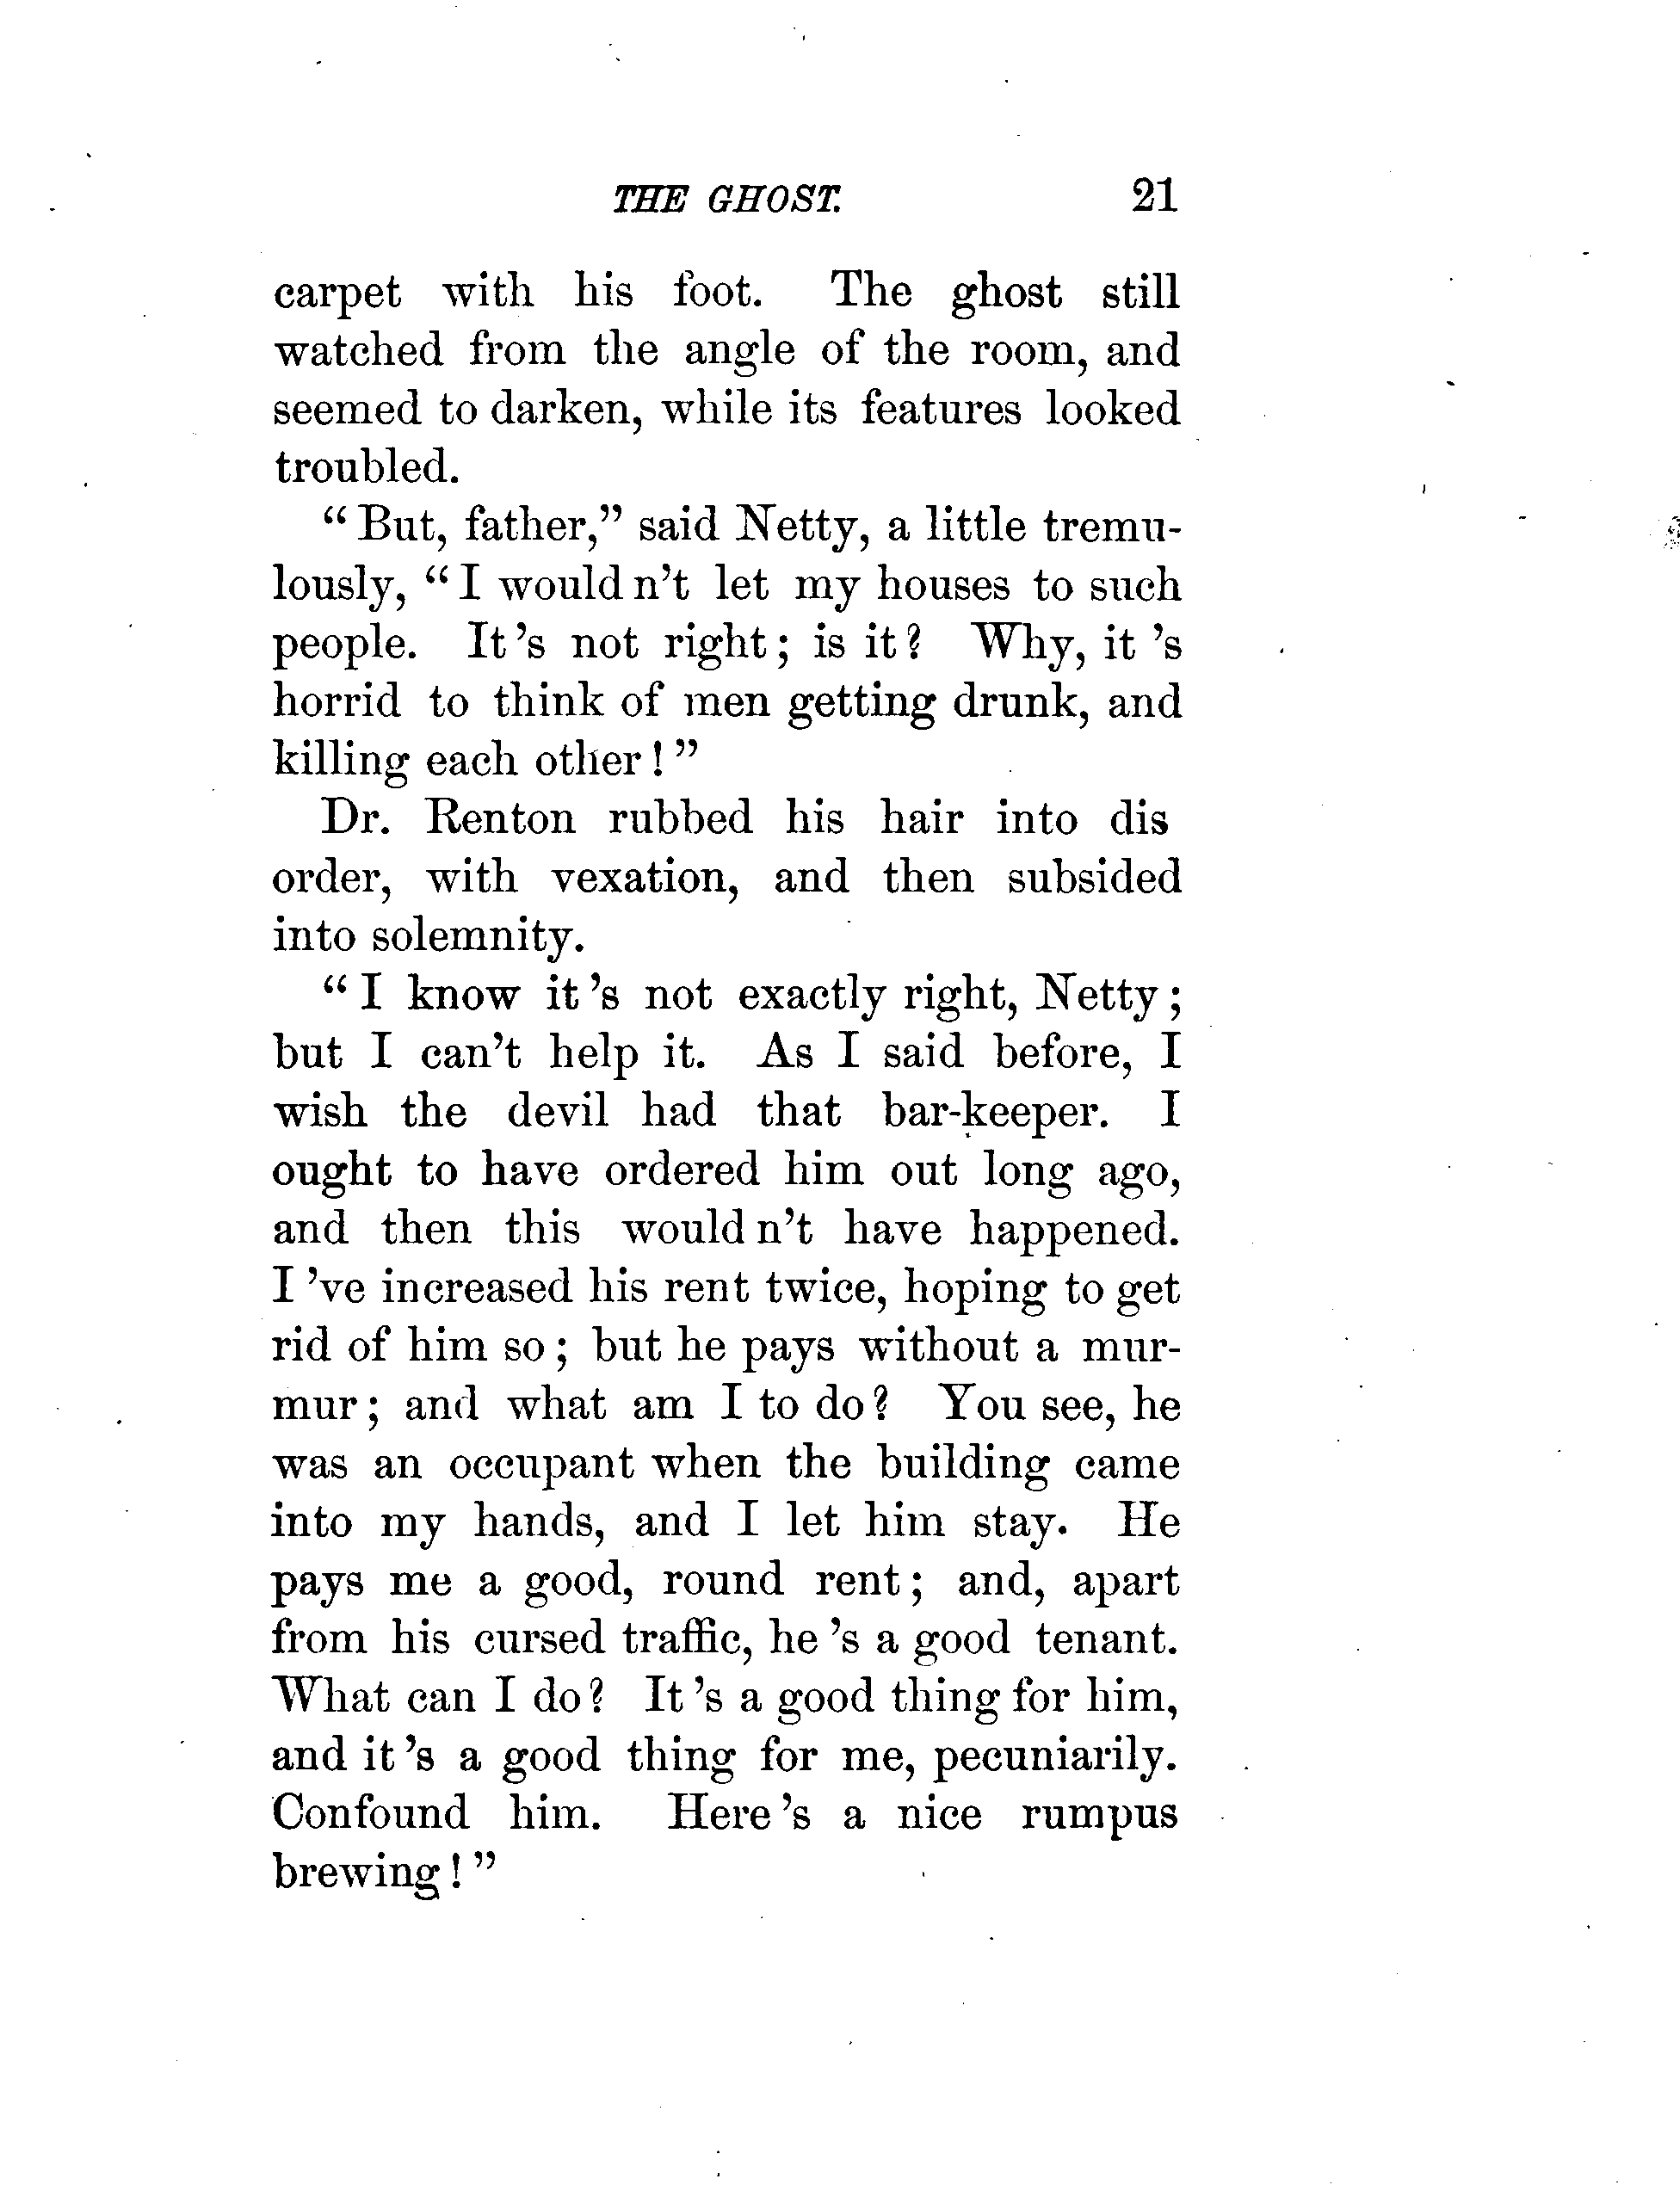 THE GHOST. 21
carpet with his foot. The ghost still
watched from the angle of the room, and
seemed to darken, while its features looked
troubled.
“But, father,” said Netty, a little tremu-
lously, “I would n’t let my houses to such
people. It ’s not right; is it? Why, it ’s
horrid to think of men getting drunk, and
killing each other!”
Dr. Renton rubbed his hair into dis
order, with vexation, and then subsided
into solemnity.
“I know it ’s not exactly right, Netty;
but I can’t help it. As I said before, I
wish the devil had that bar-keeper. I
ought to have ordered him out long ago,
and then this would n’t have happened.
I ’ve increased his rent twice, hoping to get
rid of him so; but he pays without a mur-
mur; and what am I to do? You see, he
was an occupant when the building came
into my hands, and I let him stay. He
pays me a good, round rent; and, apart
from his cursed traffic, he ’s a good tenant.
What can I do? It ’s a good thing for him,
and it ’s a good thing for me, pecuniarily.
Confound him. Here ’s a nice rumpus
brewing!”